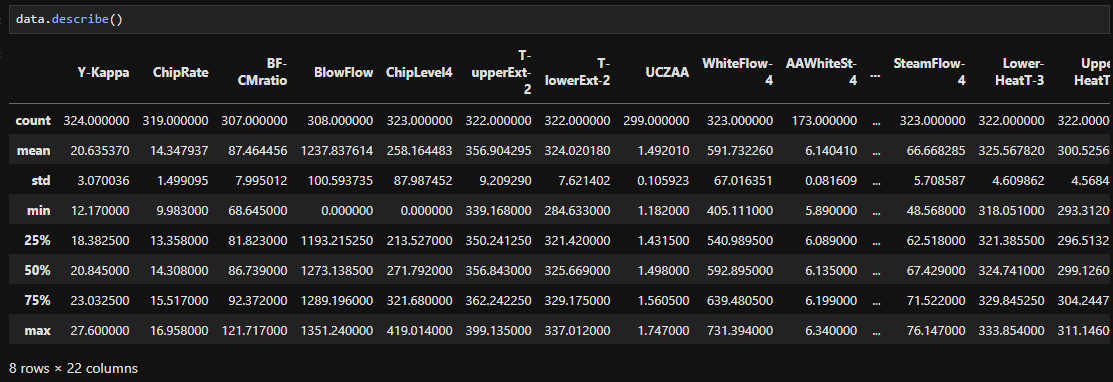 data.describe()
Y-Kappa ChipRate BF-CMratio BlowFlow ChipLevel4 T-upperExt-2 T-lowerExt-2 UCZAA WhiteFlow-4 AAWhiteSt-4 ... SteamFlow-4 Lower-HeatT-3 Uppe HeatT
count 324.000000 319.000000 307.000000 308.000000 323.000000 322.000000 322.000000 299.000000 323.000000 173.000000 ... 323.000000 322.000000 322.0000
mean 20.635370 14.347937 87.464456 1237.837614 258.164483 356.904295 324.020180 1.492010 591.732260 6.140410 ... 66.668285 325.567820 300.5256
std 3.070036 1.499095 7.995012 100.593735 87.987452 9.209290 7.621402 0.105923 67.016351 0.081609 ... 5.708587 4.609862 4.5684
min 12.170000 9.983000 68.645000 0.000000 0.000000 339.168000 284.633000 1.182000 405.111000 5.890000 ... 48.568000 318.051000 293.3120
25% 18.382500 13.358000 81.823000 1193.215250 213.527000 350.241250 321.420000 1.431500 540.989500 6.089000 ... 62.518000 321.385500 296.5132
50% 20.845000 14.308000 86.739000 1273.138500 271.792000 356.843000 325.669000 1.498000 592.895000 6.135000 ... 67.429000 324.741000 299.1260
75% 23.032500 15.517000 92.372000 1289.196000 321.680000 362.242250 329.175000 1.560500 639.480500 6.199000 ... 71.522000 329.845250 304.2447
max 27.600000 16.958000 121.717000 1351.240000 419.014000 399.135000 337.012000 1.747000 731.394000 6.340000 ... 76.147000 333.854000 311.1460
8 rows × 22 columns